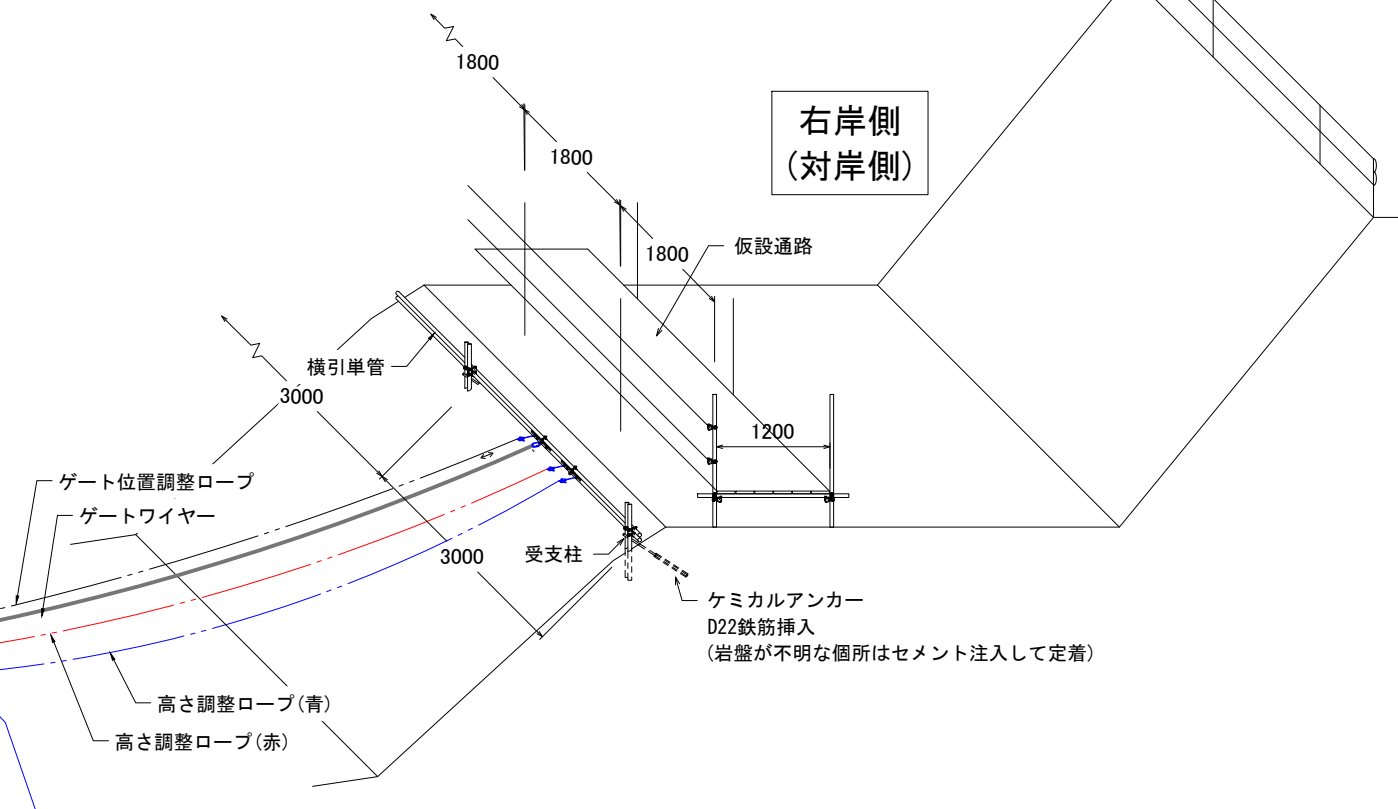 1800
1800
右岸側
(対岸側)
1800
仮設通路
横引単管
3000
1200
ゲート位置調整ロープ
ゲートワイヤー
受支柱
3000
ケミカルアンカー
D22鉄筋挿入
(岩盤が不明な個所はセメント注入して定着)
高さ調整ロープ(青)
高さ調整ロープ(赤)